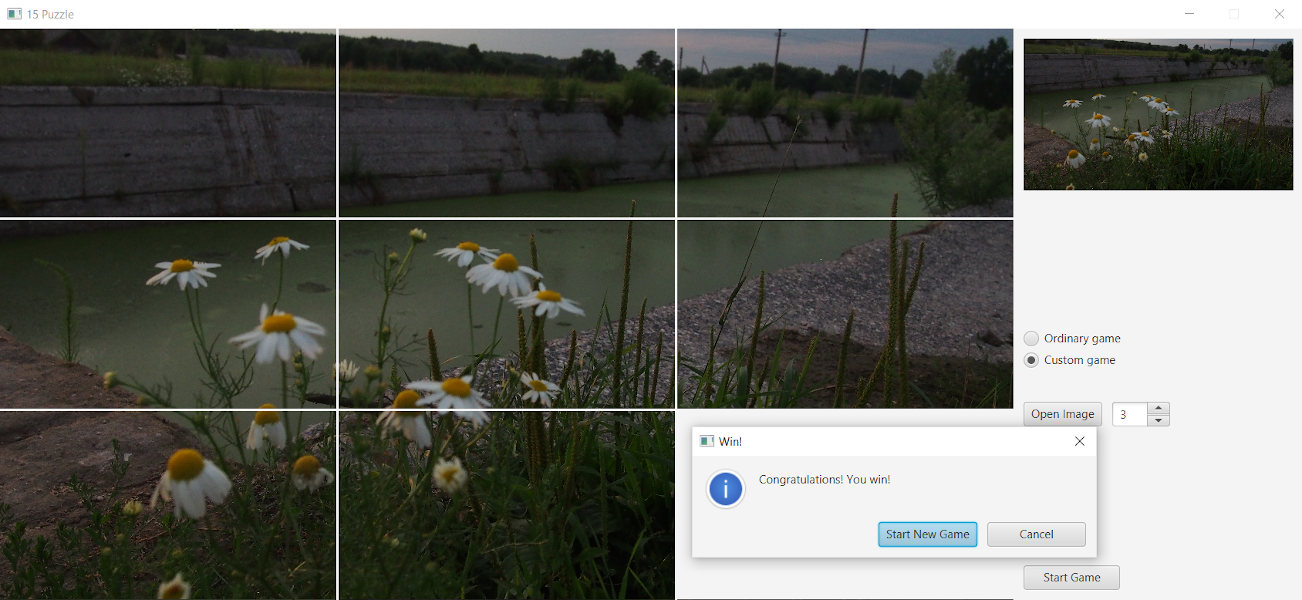 15 Puzzle
Ordinary game
Custom game
Open Image
3
Win!
Congratulations! You win!
Start New Game
Cancel
Start Game